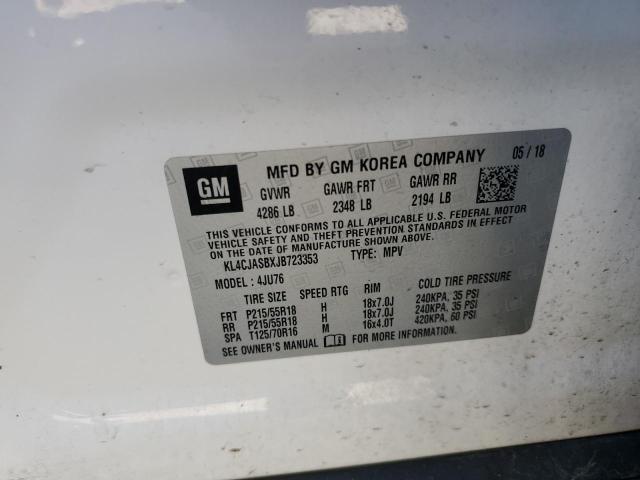 GM
MFD BY GM KOREA COMPANY 05 / 18
GVWR GAWR FRT GAWR RR
4286 LB 2348 LB 2194 LB
THIS VEHICLE CONFORMS TO ALL APPLICABLE U.S. FEDERAL MOTOR
VEHICLE SAFETY, BUMPER, AND THEFT PREVENTION STANDARDS IN EFFECT
ON THE DATE OF MANUFACTURE SHOWN ABOVE.
KL4CJASBXJB723353 TYPE: MPV
MODEL : 4JU76
TIRE SIZE SPEED RTG RIM COLD TIRE PRESSURE
FRT P215/55R18 H 18x7.0J 240KPA, 35 PSI
RR P215/55R18 H 18x7.0J 240KPA, 35 PSI
SPA T125/70R16 M 16x4.0T 420KPA, 60 PSI
SEE OWNER'S MANUAL FOR MORE INFORMATION.